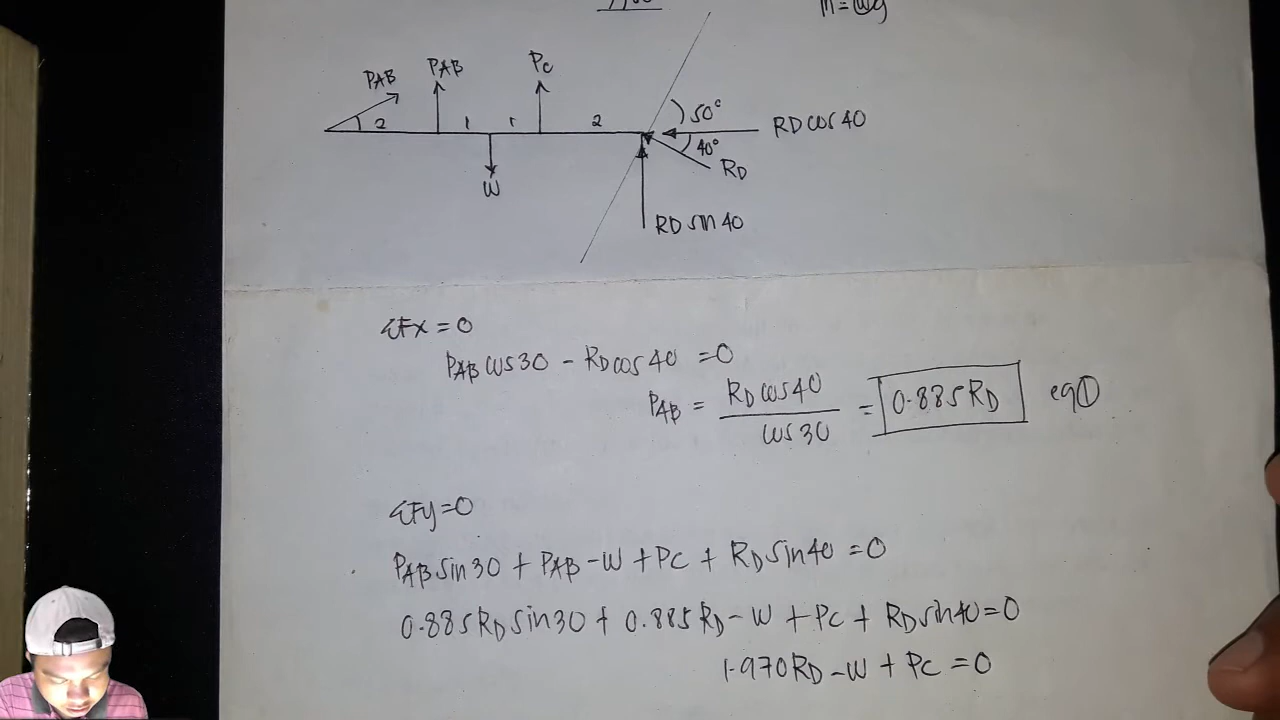 m = wg
PAB PAB PC
2 1 1 2 )50° RD cos 40
40° RD
W
RD sin 40
ΣFx = 0
PAB cos 30 - RD cos 40 = 0
PAB = RD cos 40 / cos 30 = 0.885 RD eq ①
ΣFy = 0
PAB sin 30 + PAB - W + PC + RD sin 40 = 0
0.885 RD sin 30 + 0.885 RD - W + PC + RD sin 40 = 0
1.970 RD - W + PC = 0